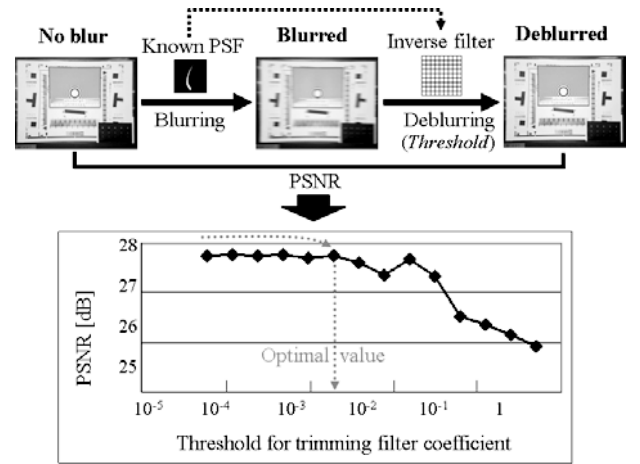 No blur
Known PSF
Blurred
Inverse filter
Deblurred
Blurring
Deblurring
(Threshold)
PSNR
28
27
26
25
PSNR [dB]
Optimal value
10-5 10-4 10-3 10-2 10-1 1
Threshold for trimming filter coefficient